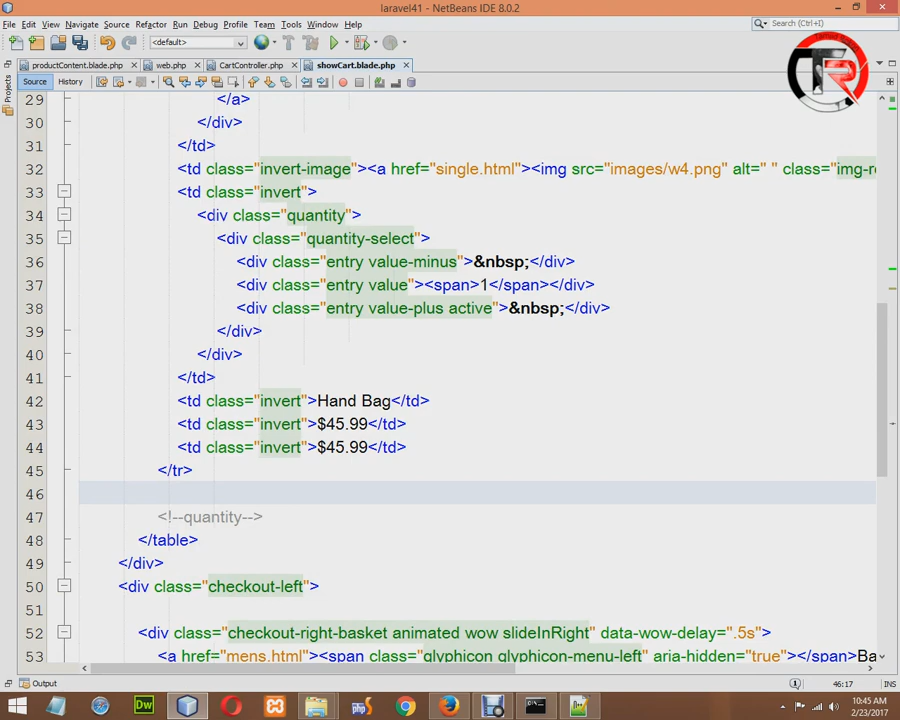 laravel41 - NetBeans IDE 8.0.2
File Edit View Navigate Source Refactor Run Debug Profile Team Tools Window Help
Search (Ctrl+I)
<default>
productContent.blade.php web.php CartController.php showCart.blade.php
Source History
Projects
29 </a>
30 </div>
31 </td>
32 <td class="invert-image"><a href="single.html"><img src="images/w4.png" alt=" " class="img-re
33 <td class="invert">
34 <div class="quantity">
35 <div class="quantity-select">
36 <div class="entry value-minus">&nbsp;</div>
37 <div class="entry value"><span>1</span></div>
38 <div class="entry value-plus active">&nbsp;</div>
39 </div>
40 </div>
41 </td>
42 <td class="invert">Hand Bag</td>
43 <td class="invert">$45.99</td>
44 <td class="invert">$45.99</td>
45 </tr>
46
47 <!--quantity-->
48 </table>
49 </div>
50 <div class="checkout-left">
51
52 <div class="checkout-right-basket animated wow slideInRight" data-wow-delay=".5s">
53 <a href="mens.html"><span class="glyphicon glyphicon-menu-left" aria-hidden="true"></span>Ba
Output
46:17 INS
10:45 AM
2/23/2017